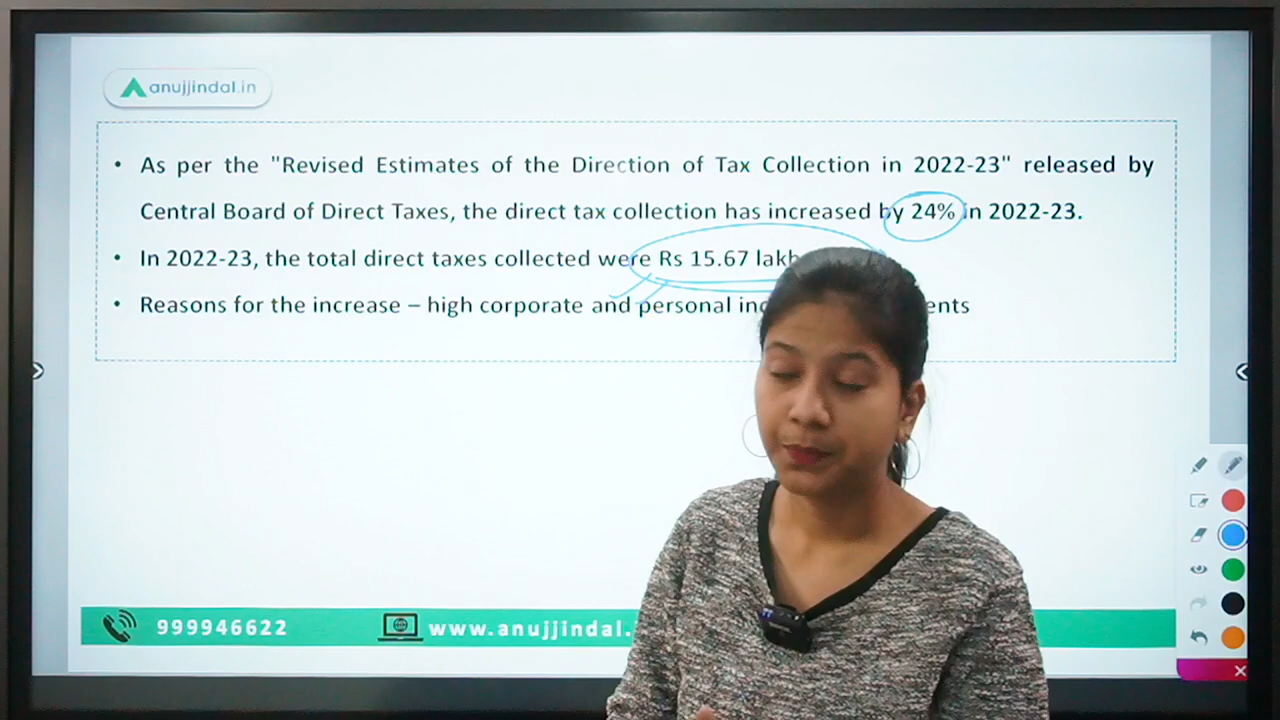 anujjindal.in
• As per the "Revised Estimates of the Direction of Tax Collection in 2022-23" released by
Central Board of Direct Taxes, the direct tax collection has increased by 24% in 2022-23.
• In 2022-23, the total direct taxes collected were Rs 15.67 lakh
• Reasons for the increase – high corporate and personal
999946622
www.anujjindal.